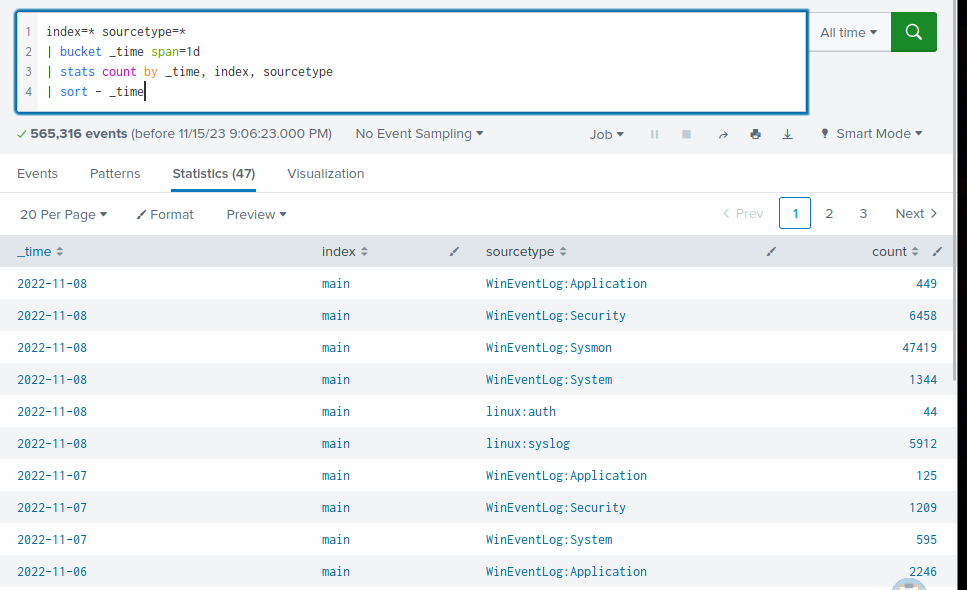 1 index=* sourcetype=*
2 | bucket _time span=1d
3 | stats count by _time, index, sourcetype
4 | sort - _time
All time
565,316 events (before 11/15/23 9:06:23.000 PM) No Event Sampling Job Smart Mode
Events Patterns Statistics (47) Visualization
20 Per Page Format Preview Prev 1 2 3 Next
_time index sourcetype count
2022-11-08 main WinEventLog:Application 449
2022-11-08 main WinEventLog:Security 6458
2022-11-08 main WinEventLog:Sysmon 47419
2022-11-08 main WinEventLog:System 1344
2022-11-08 main linux:auth 44
2022-11-08 main linux:syslog 5912
2022-11-07 main WinEventLog:Application 125
2022-11-07 main WinEventLog:Security 1209
2022-11-07 main WinEventLog:System 595
2022-11-06 main WinEventLog:Application 2246